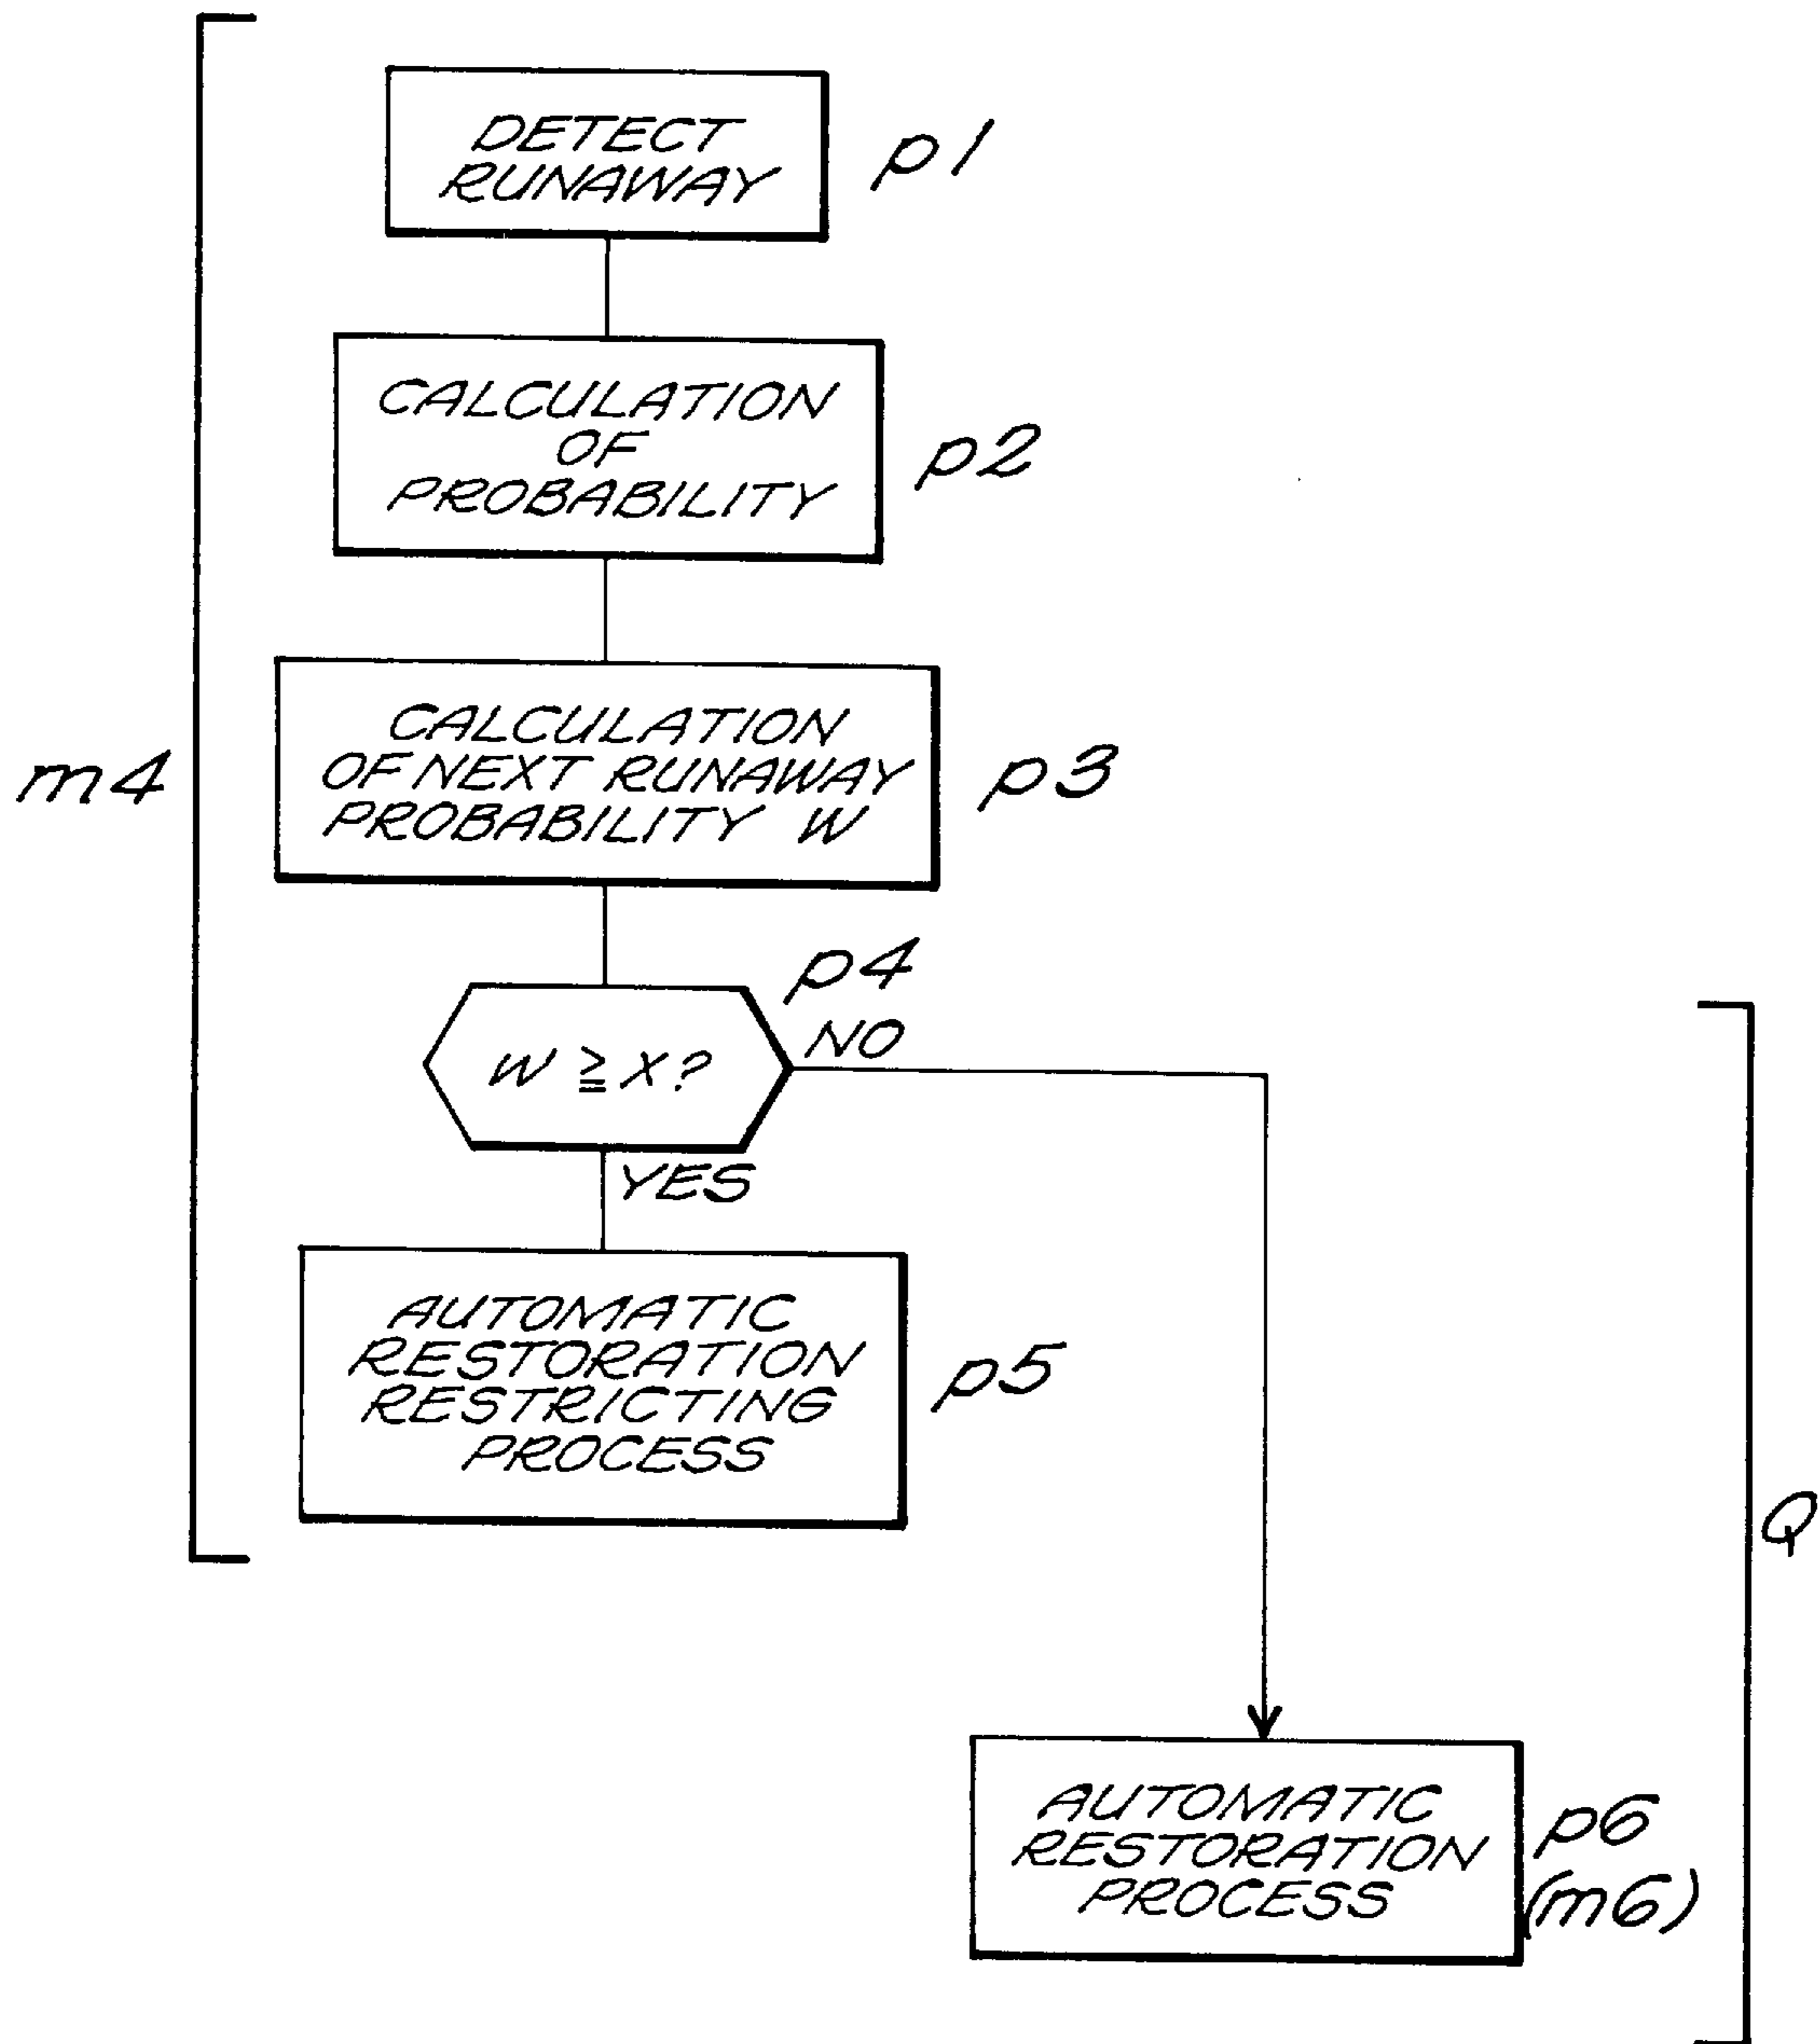 DETECT
RUNAWAY
p1
CALCULATION
OF
PROBABILITY
p2
CALCULATION
OF NEXT RUNAWAY
PROBABILITY W
p3
m4
p4
NO
W ≧ X?
YES
AUTOMATIC
RESTORATION
RESTRICTING
PROCESS
p5
Q
AUTOMATIC
RESTORATION
PROCESS
p6
(m6)